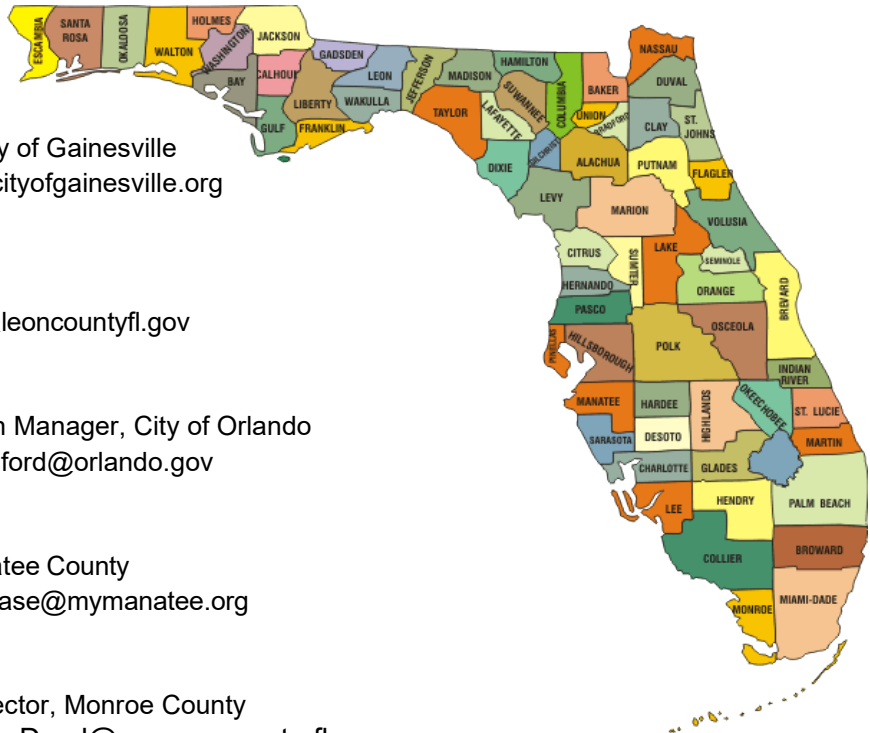 y of Gainesville
cityofgainesville.org
leoncountyfl.gov
n Manager, City of Orlando
ford@orlando.gov
atee County
ase@mymanatee.org
ector, Monroe County
ESCAMBIA
SANTA
ROSA
OKALOOSA
WALTON
HOLMES
WASHINGTON
BAY
JACKSON
CALHOUN
GULF
LIBERTY
GADSDEN
FRANKLIN
LEON
WAKULLA
JEFFERSON
MADISON
TAYLOR
HAMILTON
SUWANNEE
LAFAYETTE
DIXIE
COLUMBIA
GILCHRIST
BAKER
UNION
BRADFORD
ALACHUA
LEVY
NASSAU
DUVAL
CLAY
ST.
JOHNS
PUTNAM
FLAGLER
MARION
VOLUSIA
CITRUS
SUMTER
LAKE
SEMINOLE
HERNANDO
ORANGE
BREVARD
PASCO
OSCEOLA
PINELLAS
HILLSBOROUGH
POLK
INDIAN
RIVER
MANATEE
HARDEE
HIGHLANDS
OKEECHOBEE
ST. LUCIE
SARASOTA
DESOTO
MARTIN
CHARLOTTE
GLADES
LEE
HENDRY
PALM BEACH
COLLIER
BROWARD
MONROE
MIAMI-DADE